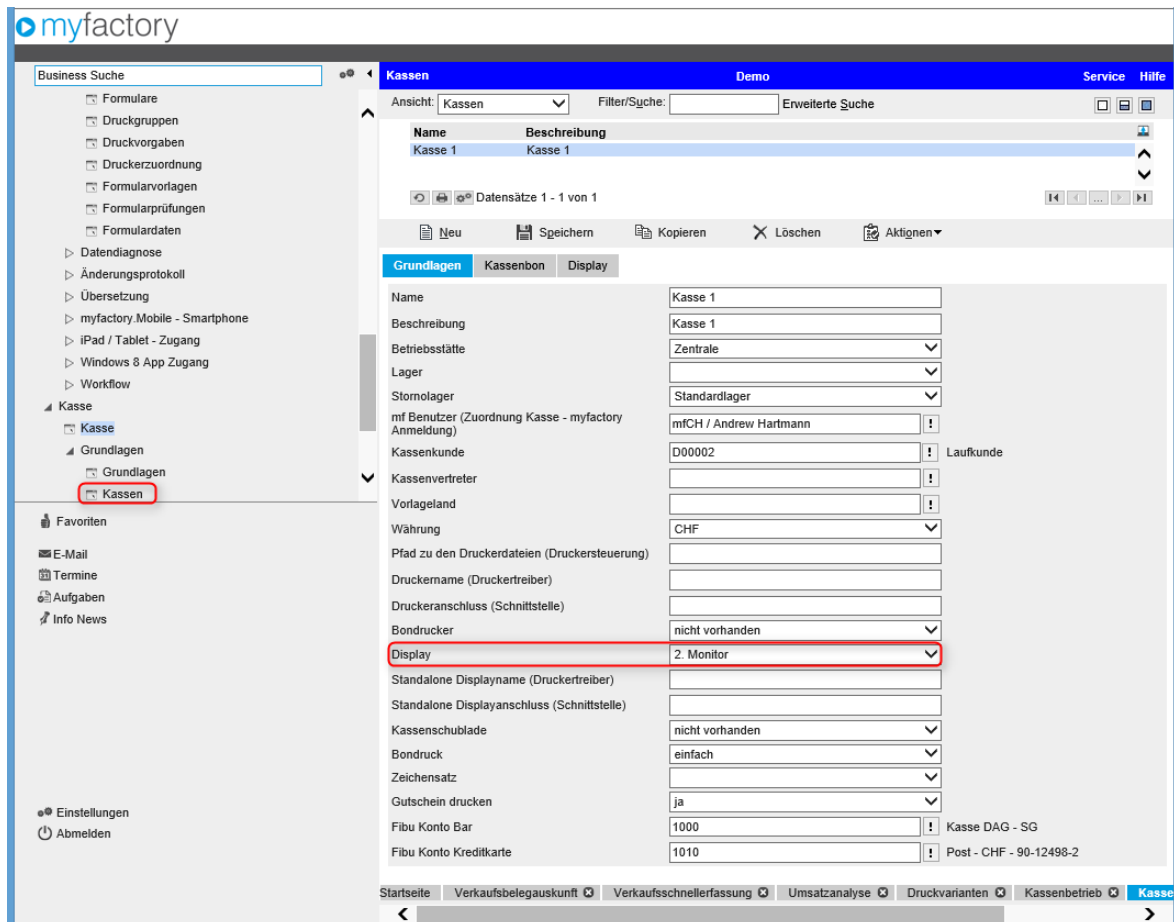 myfactory
Business Suche
Formulare
Druckgruppen
Druckvorgaben
Druckerzuordnung
Formularvorlagen
Formularprüfungen
Formulardaten
Datendiagnose
Änderungsprotokoll
Übersetzung
myfactory.Mobile - Smartphone
iPad / Tablet - Zugang
Windows 8 App Zugang
Workflow
Kasse
Kasse
Grundlagen
Grundlagen
Kassen
Favoriten
E-Mail
Termine
Aufgaben
Info News
Einstellungen
Abmelden
Kassen Demo Service Hilfe
Ansicht: Kassen Filter/Suche: Erweiterte Suche
Name Beschreibung
Kasse 1 Kasse 1
Datensätze 1 - 1 von 1 ...
Neu Speichern Kopieren Löschen Aktionen
Grundlagen Kassenbon Display
Name Kasse 1
Beschreibung Kasse 1
Betriebsstätte Zentrale
Lager
Stornolager Standardlager
mf Benutzer (Zuordnung Kasse - myfactory
Anmeldung) mfCH / Andrew Hartmann !
Kassenkunde D00002 ! Laufkunde
Kassenvertreter !
Vorlageland !
Währung CHF
Pfad zu den Druckerdateien (Druckersteuerung)
Druckername (Druckertreiber)
Druckeranschluss (Schnittstelle)
Bondrucker nicht vorhanden
Display 2. Monitor
Standalone Displayname (Druckertreiber)
Standalone Displayanschluss (Schnittstelle)
Kassenschublade nicht vorhanden
Bondruck einfach
Zeichensatz
Gutschein drucken ja
Fibu Konto Bar 1000 ! Kasse DAG - SG
Fibu Konto Kreditkarte 1010 ! Post - CHF - 90-12498-2
Startseite Verkaufsbelegauskunft Verkaufsschnellerfassung Umsatzanalyse Druckvarianten Kassenbetrieb Kasse